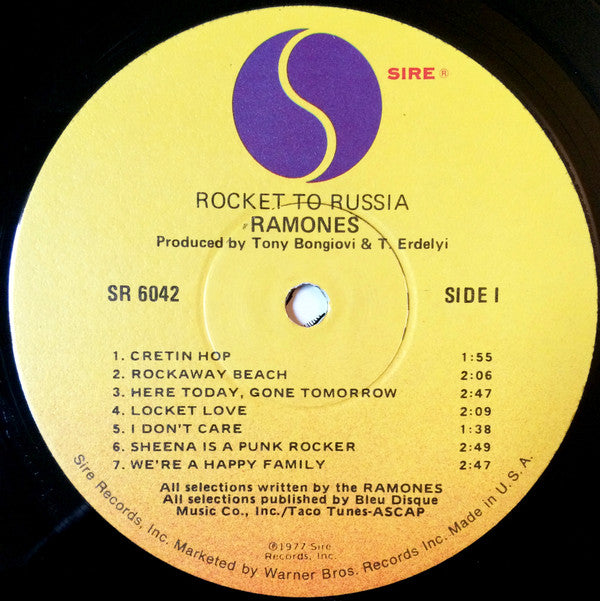 SIRE ®
ROCKET TO RUSSIA
RAMONES
Produced by Tony Bongiovi & T. Erdelyi
SR 6042 SIDE I
1. CRETIN HOP 1:55
2. ROCKAWAY BEACH 2:06
3. HERE TODAY, GONE TOMORROW 2:47
4. LOCKET LOVE 2:09
5. I DON'T CARE 1:38
6. SHEENA IS A PUNK ROCKER 2:49
7. WE'RE A HAPPY FAMILY 2:47
All selections written by the RAMONES
All selections published by Bleu Disque
Music Co., Inc./Taco Tunes-ASCAP
℗1977 Sire
Records, Inc.
Sire Records, Inc. Marketed by Warner Bros. Records Inc. Made in U.S.A.